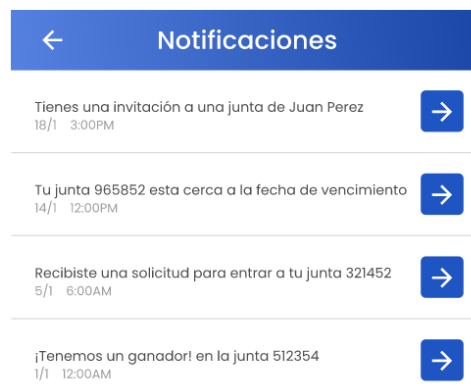 Notificaciones
Tienes una invitación a una junta de Juan Perez
18/1 3:00PM
Tu junta 965852 esta cerca a la fecha de vencimiento
14/1 12:00PM
Recibiste una solicitud para entrar a tu junta 321452
5/1 6:00AM
¡Tenemos un ganador! en la junta 512354
1/1 12:00AM